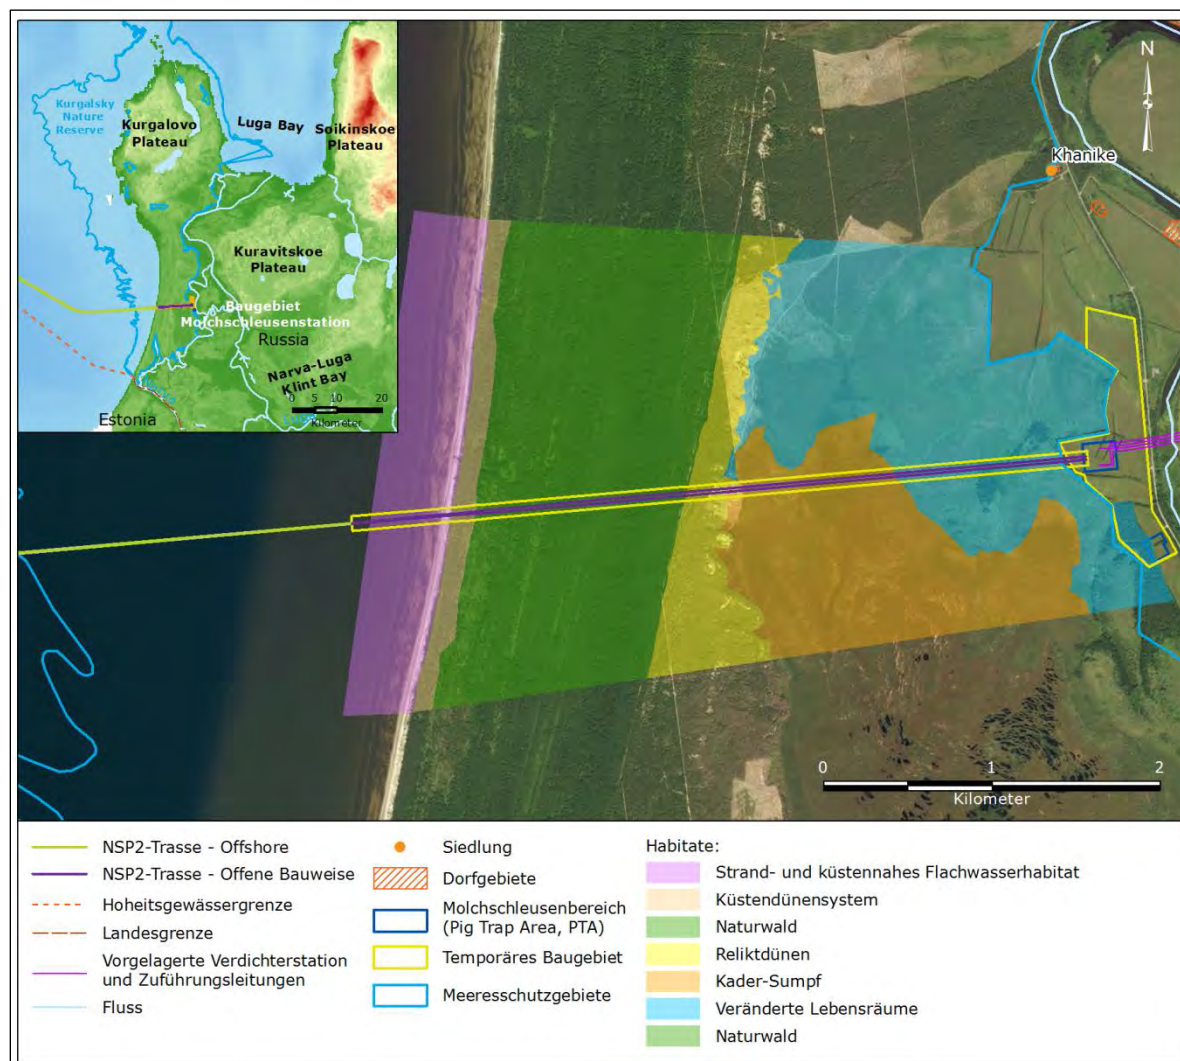 Kurgalsky
Nature
Reserve
Kurgalovo
Plateau
Luga Bay
Soikinskoe
Plateau
Kuravitskoe
Plateau
Baugebiet
Molchschleusenstation
Russia
Narva-Luga
Klint Bay
Estonia
0 5 10 20
Kilometer
N
Khanike
0 1 2
Kilometer
NSP2-Trasse - Offshore
NSP2-Trasse - Offene Bauweise
Hoheitsgewässergrenze
Landesgrenze
Vorgelagerte Verdichterstation
und Zuführungsleitungen
Fluss
Siedlung
Dorfgebiete
Molchschleusenbereich
(Pig Trap Area, PTA)
Temporäres Baugebiet
Meeresschutzgebiete
Habitate:
Strand- und küstennahes Flachwasserhabitat
Küstendünensystem
Naturwald
Reliktdünen
Kader-Sumpf
Veränderte Lebensräume
Naturwald